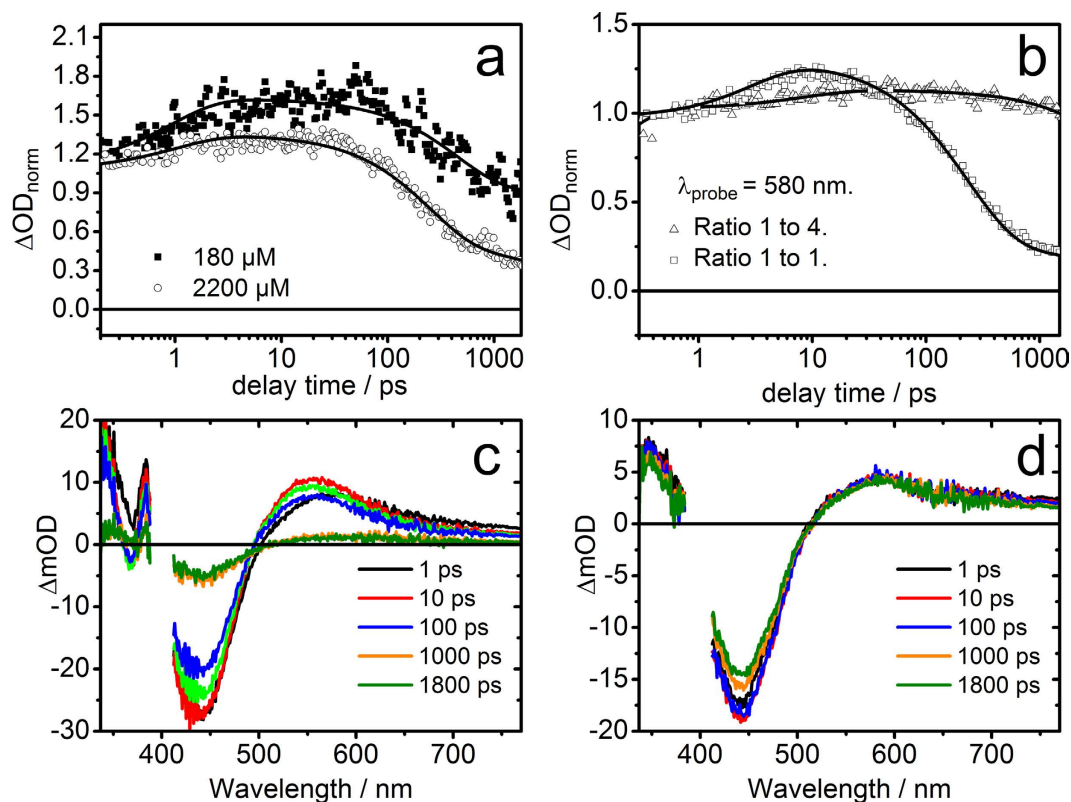 a
2.1
1.8
1.5
1.2
0.9
0.6
0.3
0.0
ΔOD norm
180 µM
2200 µM
1 10 100 1000
delay time / ps
b
1.5
1.0
0.5
0.0
ΔOD norm
λprobe = 580 nm.
Ratio 1 to 4.
Ratio 1 to 1.
1 10 100 1000
delay time / ps
c
20
10
0
-10
-20
-30
ΔmOD
1 ps
10 ps
100 ps
1000 ps
1800 ps
400 500 600 700
Wavelength / nm
d
10
5
0
-5
-10
-15
-20
ΔmOD
1 ps
10 ps
100 ps
1000 ps
1800 ps
400 500 600 700
Wavelength / nm